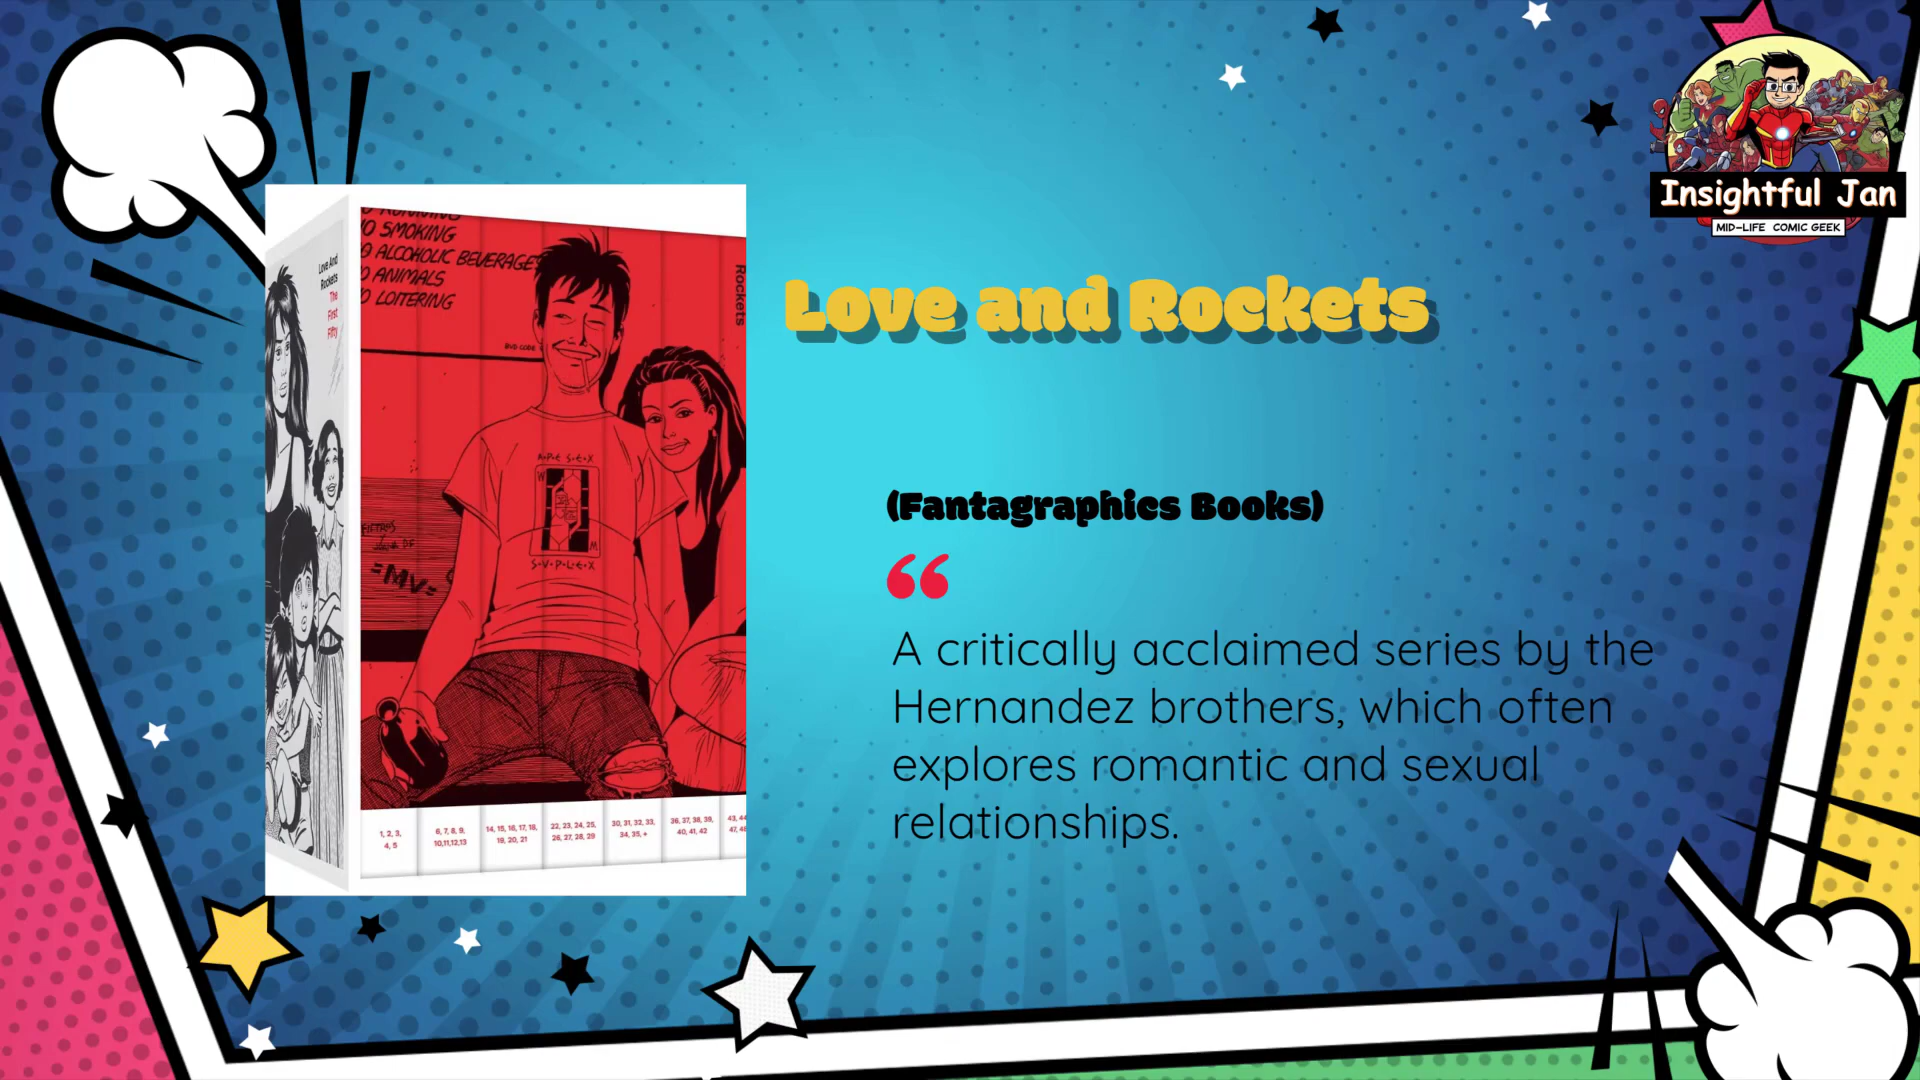 Insightful Jan
MID-LIFE COMIC GEEK
Love and Rockets
(Fantagraphics Books)
“
A critically acclaimed series by the
Hernandez brothers, which often
explores romantic and sexual
relationships.
Love And
Rockets
The
First
Fifty
NO SMOKING
ALCOHOLIC BEVERAGES
ANIMALS
LOITERING
BVD CODE
Rockets
A·P·E S·E·X
W
M
S·V·P·L·E·X
=MV=
1, 2, 3,
4, 5
6, 7, 8, 9,
10,11,12,13
14, 15, 16, 17, 18,
19, 20, 21
22, 23, 24, 25,
26, 27, 28, 29
30, 31, 32, 33,
34, 35, +
36, 37, 38, 39,
40, 41, 42